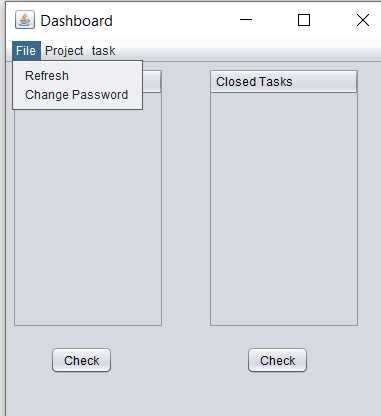 Dashboard
File Project task
Refresh
Change Password
Closed Tasks
Check Check